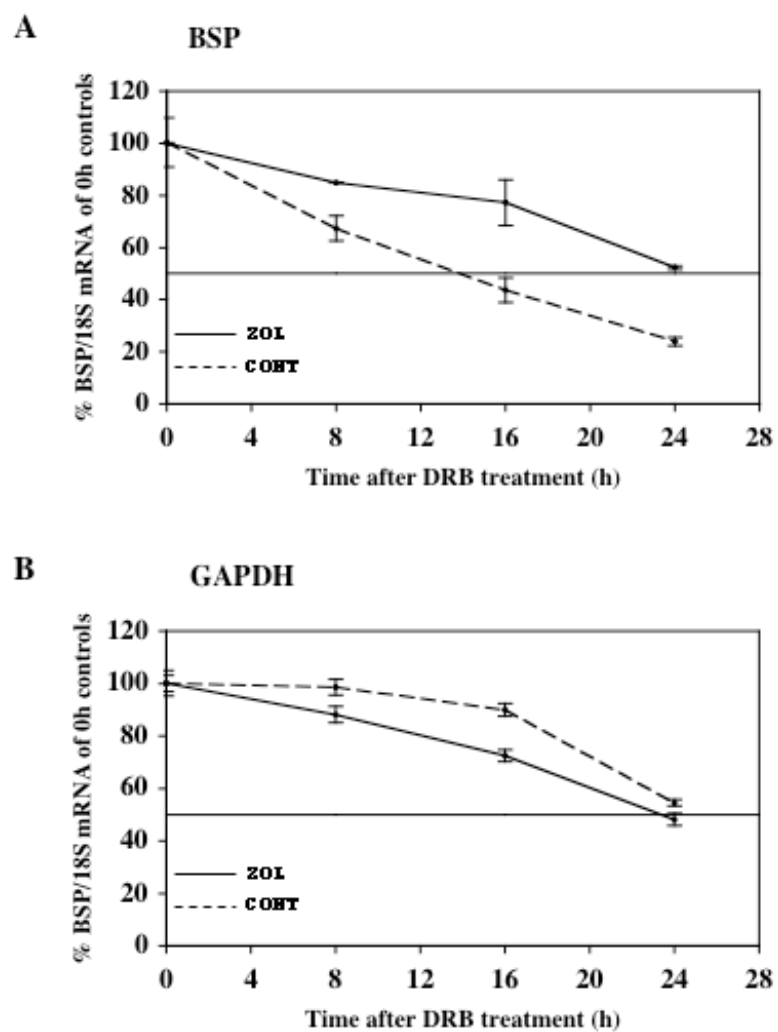 A
BSP
120
100
80
60
40
20
0
% BSP/18S mRNA of 0h controls
ZOL
CONT
0 4 8 12 16 20 24 28
Time after DRB treatment (h)
B
GAPDH
120
100
80
60
40
20
0
% BSP/18S mRNA of 0h controls
ZOL
CONT
0 4 8 12 16 20 24 28
Time after DRB treatment (h)